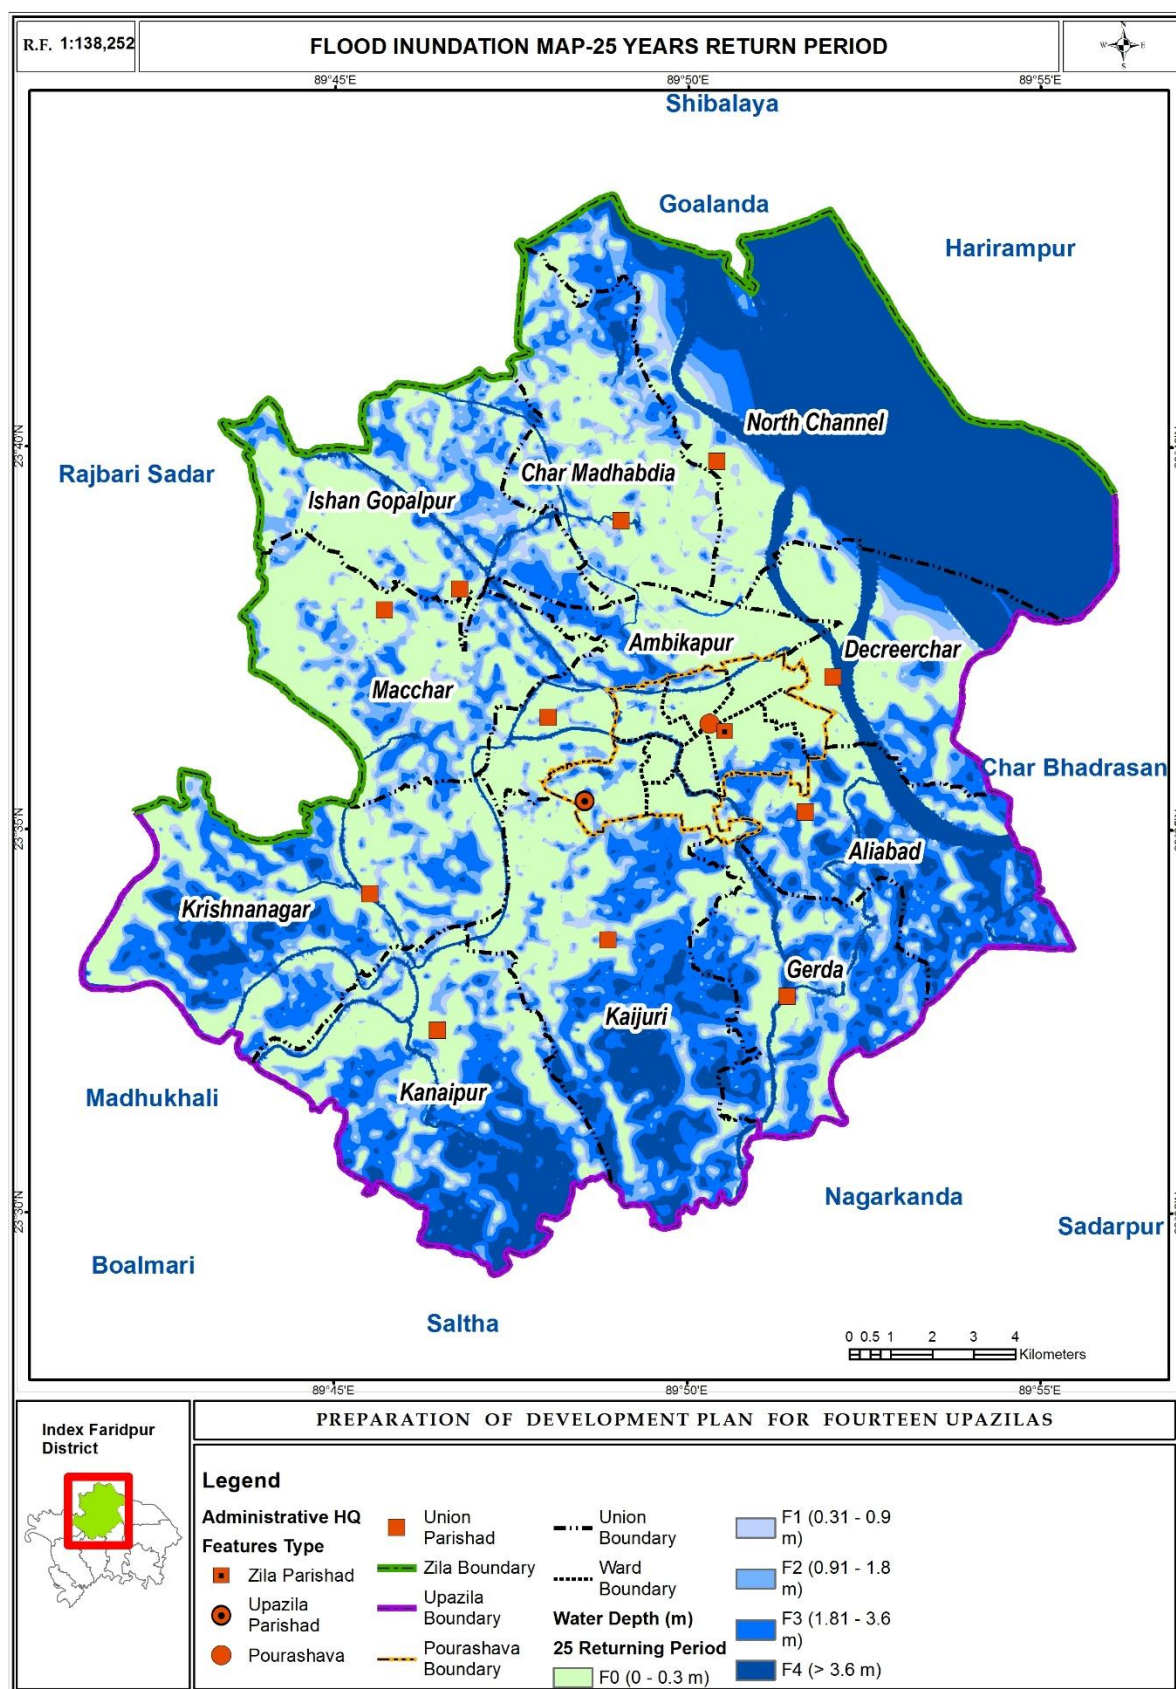 R.F. 1:138,252
FLOOD INUNDATION MAP-25 YEARS RETURN PERIOD
N
W E
S
89°45'E 89°50'E 89°55'E
Shibalaya
Goalanda
Harirampur
North Channel
23°40'N
Rajbari Sadar
Char Madhabdia
Ishan Gopalpur
Ambikapur
Decreerchar
Macchar
Char Bhadrasan
23°35'N
Aliabad
Krishnanagar
Gerda
Kaijuri
Madhukhali
Kanaipur
Nagarkanda
23°30'N
Sadarpur
Boalmari
Saltha
0 0.5 1 2 3 4
Kilometers
89°45'E 89°50'E 89°55'E
Index Faridpur
District
PREPARATION OF DEVELOPMENT PLAN FOR FOURTEEN UPAZILAS
Legend
Administrative HQ
Features Type
Zila Parishad
Upazila
Parishad
Pourashava
Union
Parishad
Zila Boundary
Upazila
Boundary
Pourashava
Boundary
Union
Boundary
Ward
Boundary
Water Depth (m)
25 Returning Period
F0 (0 - 0.3 m)
F1 (0.31 - 0.9
m)
F2 (0.91 - 1.8
m)
F3 (1.81 - 3.6
m)
F4 (> 3.6 m)